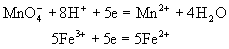 MnO₄⁻ + 8H⁺ + 5e = Mn²⁺ + 4H₂O
5Fe³⁺ + 5e = 5Fe²⁺